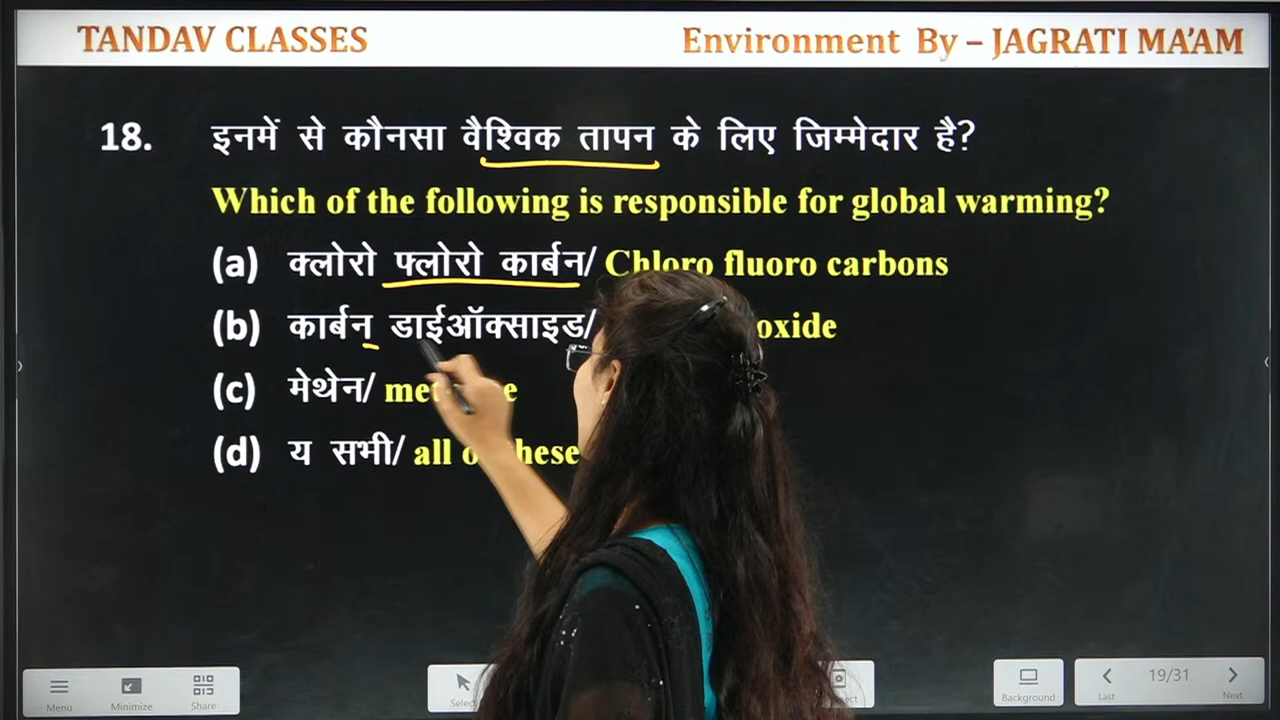 TANDAV CLASSES Environment By – JAGRATI MA'AM
18. इनमें से कौनसा वैश्विक तापन के लिए जिम्मेदार है?
Which of the following is responsible for global warming?
(a) क्लोरो फ्लोरो कार्बन/ Chloro fluoro carbons
(b) कार्बन डाईऑक्साइड/ oxide
(c) मेथेन/
(d) य सभी/ all
Menu Minimize Share Select Background Last 19/31 Next